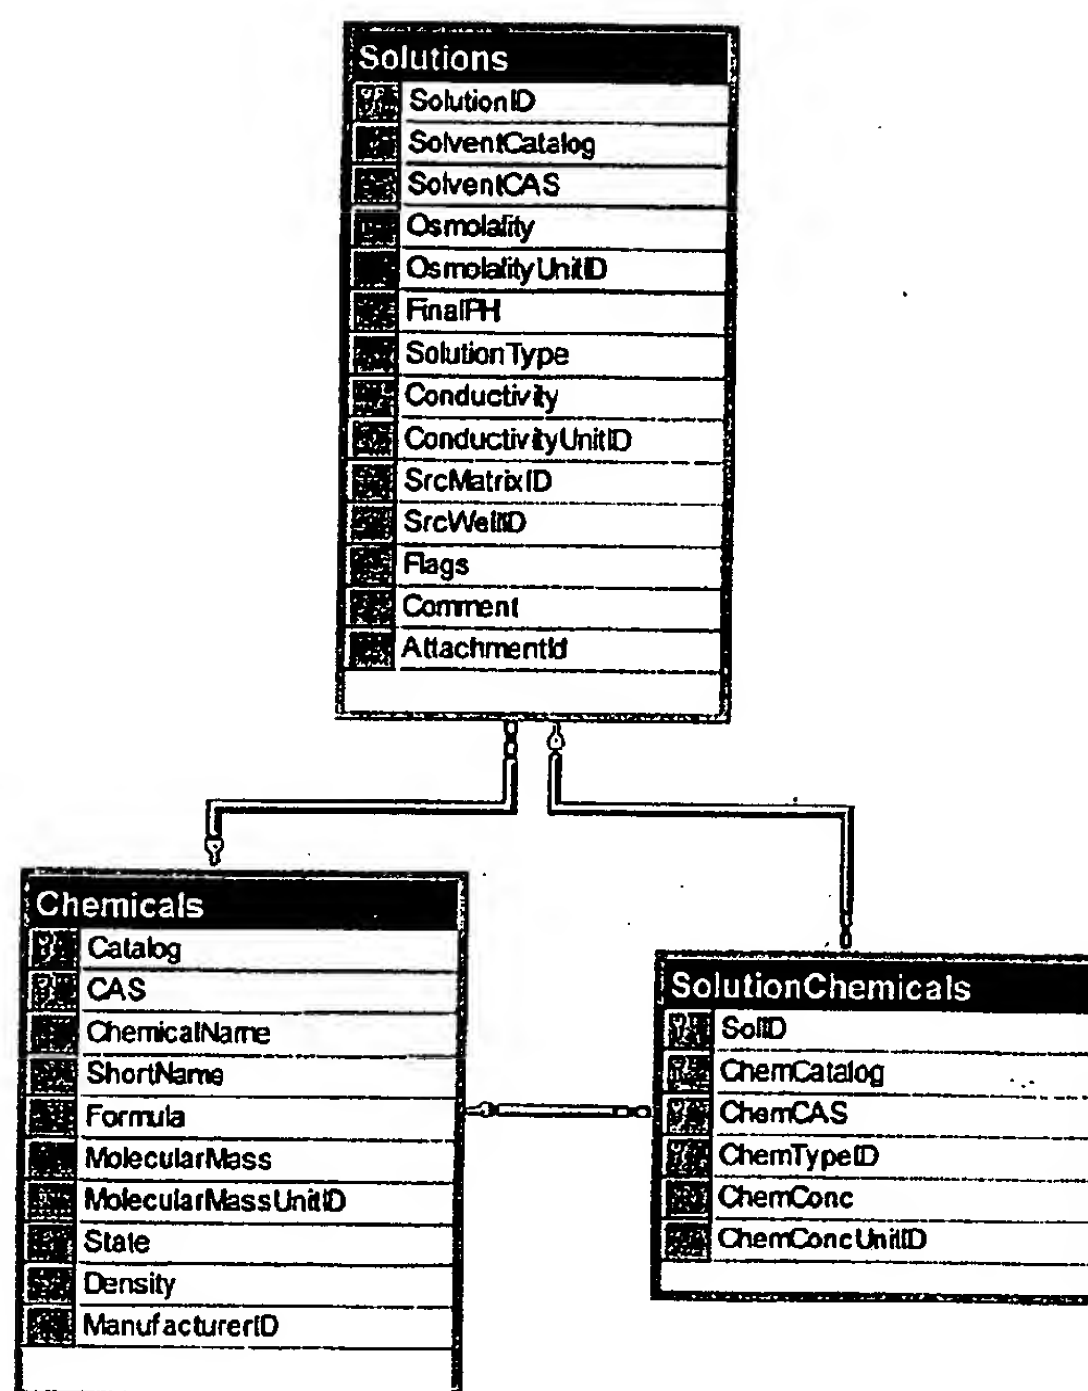 Solutions
SolutionID
SolventCatalog
SolventCAS
Osmolality
OsmolalityUnitID
FinalPH
SolutionType
Conductivity
ConductivityUnitID
SrcMatrixID
SrcWellID
Flags
Comment
AttachmentId
Chemicals
Catalog
CAS
ChemicalName
ShortName
Formula
MolecularMass
MolecularMassUnitID
State
Density
ManufacturerID
SolutionChemicals
SolID
ChemCatalog
ChemCAS
ChemTypeID
ChemConc
ChemConcUnitID